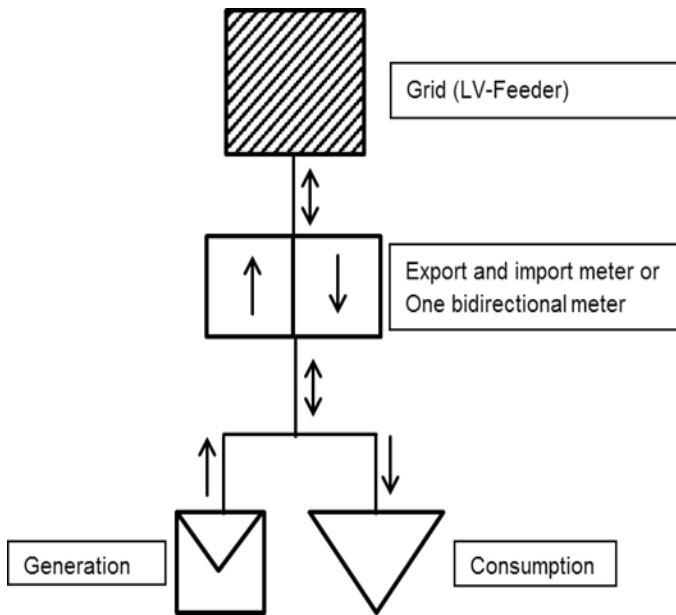 Grid (LV-Feeder)
Export and import meter or
One bidirectional meter
Generation
Consumption